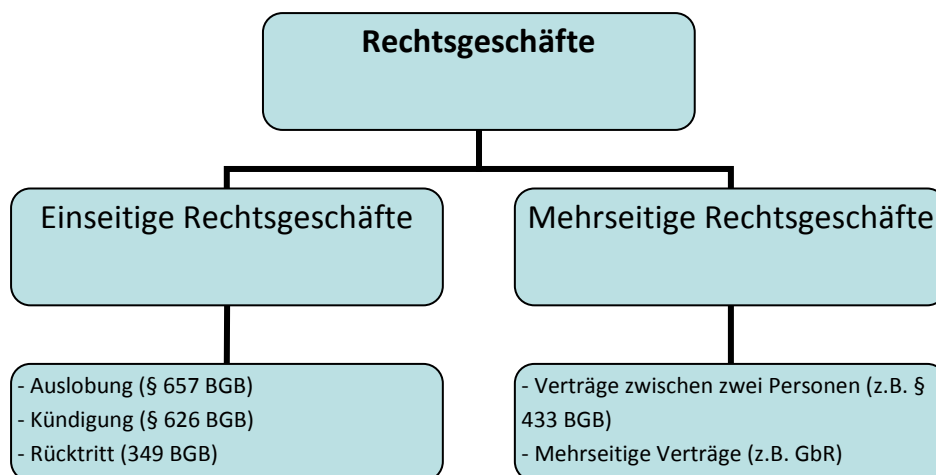 Rechtsgeschäfte
Einseitige Rechtsgeschäfte
Mehrseitige Rechtsgeschäfte
- Auslobung (§ 657 BGB)
- Kündigung (§ 626 BGB)
- Rücktritt (349 BGB)
- Verträge zwischen zwei Personen (z.B. §
433 BGB)
- Mehrseitige Verträge (z.B. GbR)